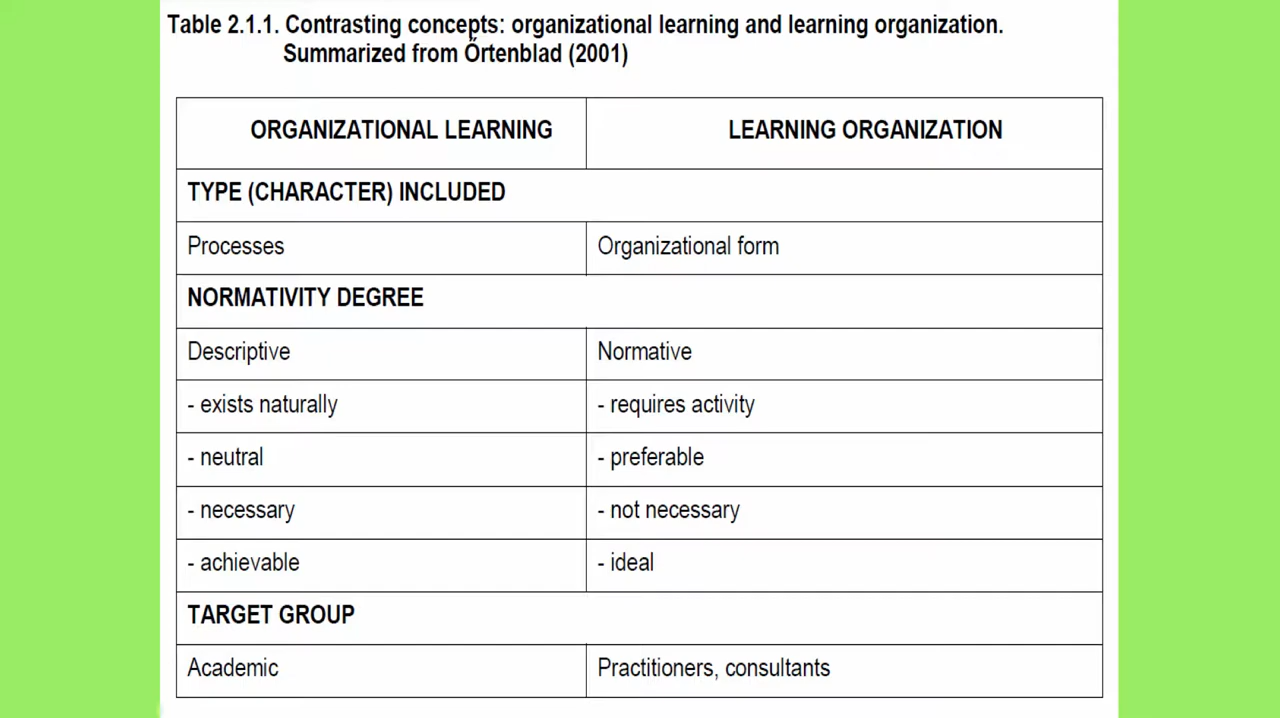 Table 2.1.1. Contrasting concepts: organizational learning and learning organization.
Summarized from Őrtenblad (2001)
ORGANIZATIONAL LEARNING LEARNING ORGANIZATION
TYPE (CHARACTER) INCLUDED
Processes Organizational form
NORMATIVITY DEGREE
Descriptive Normative
- exists naturally - requires activity
- neutral - preferable
- necessary - not necessary
- achievable - ideal
TARGET GROUP
Academic Practitioners, consultants